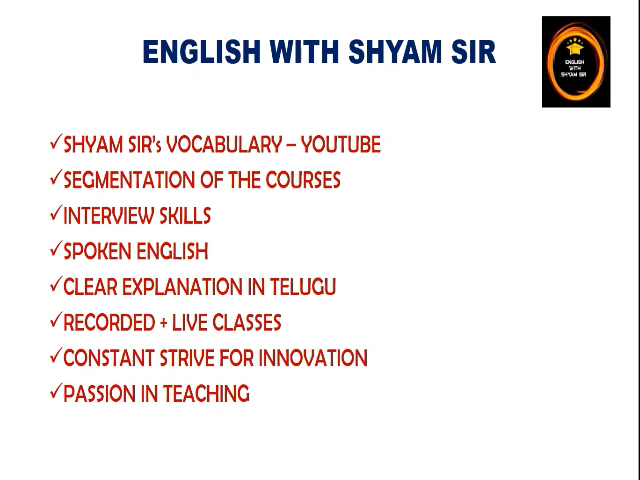 ENGLISH WITH SHYAM SIR
ENGLISH
WITH
SHYAM SIR
✓SHYAM SIR's VOCABULARY – YOUTUBE
✓SEGMENTATION OF THE COURSES
✓INTERVIEW SKILLS
✓SPOKEN ENGLISH
✓CLEAR EXPLANATION IN TELUGU
✓RECORDED + LIVE CLASSES
✓CONSTANT STRIVE FOR INNOVATION
✓PASSION IN TEACHING